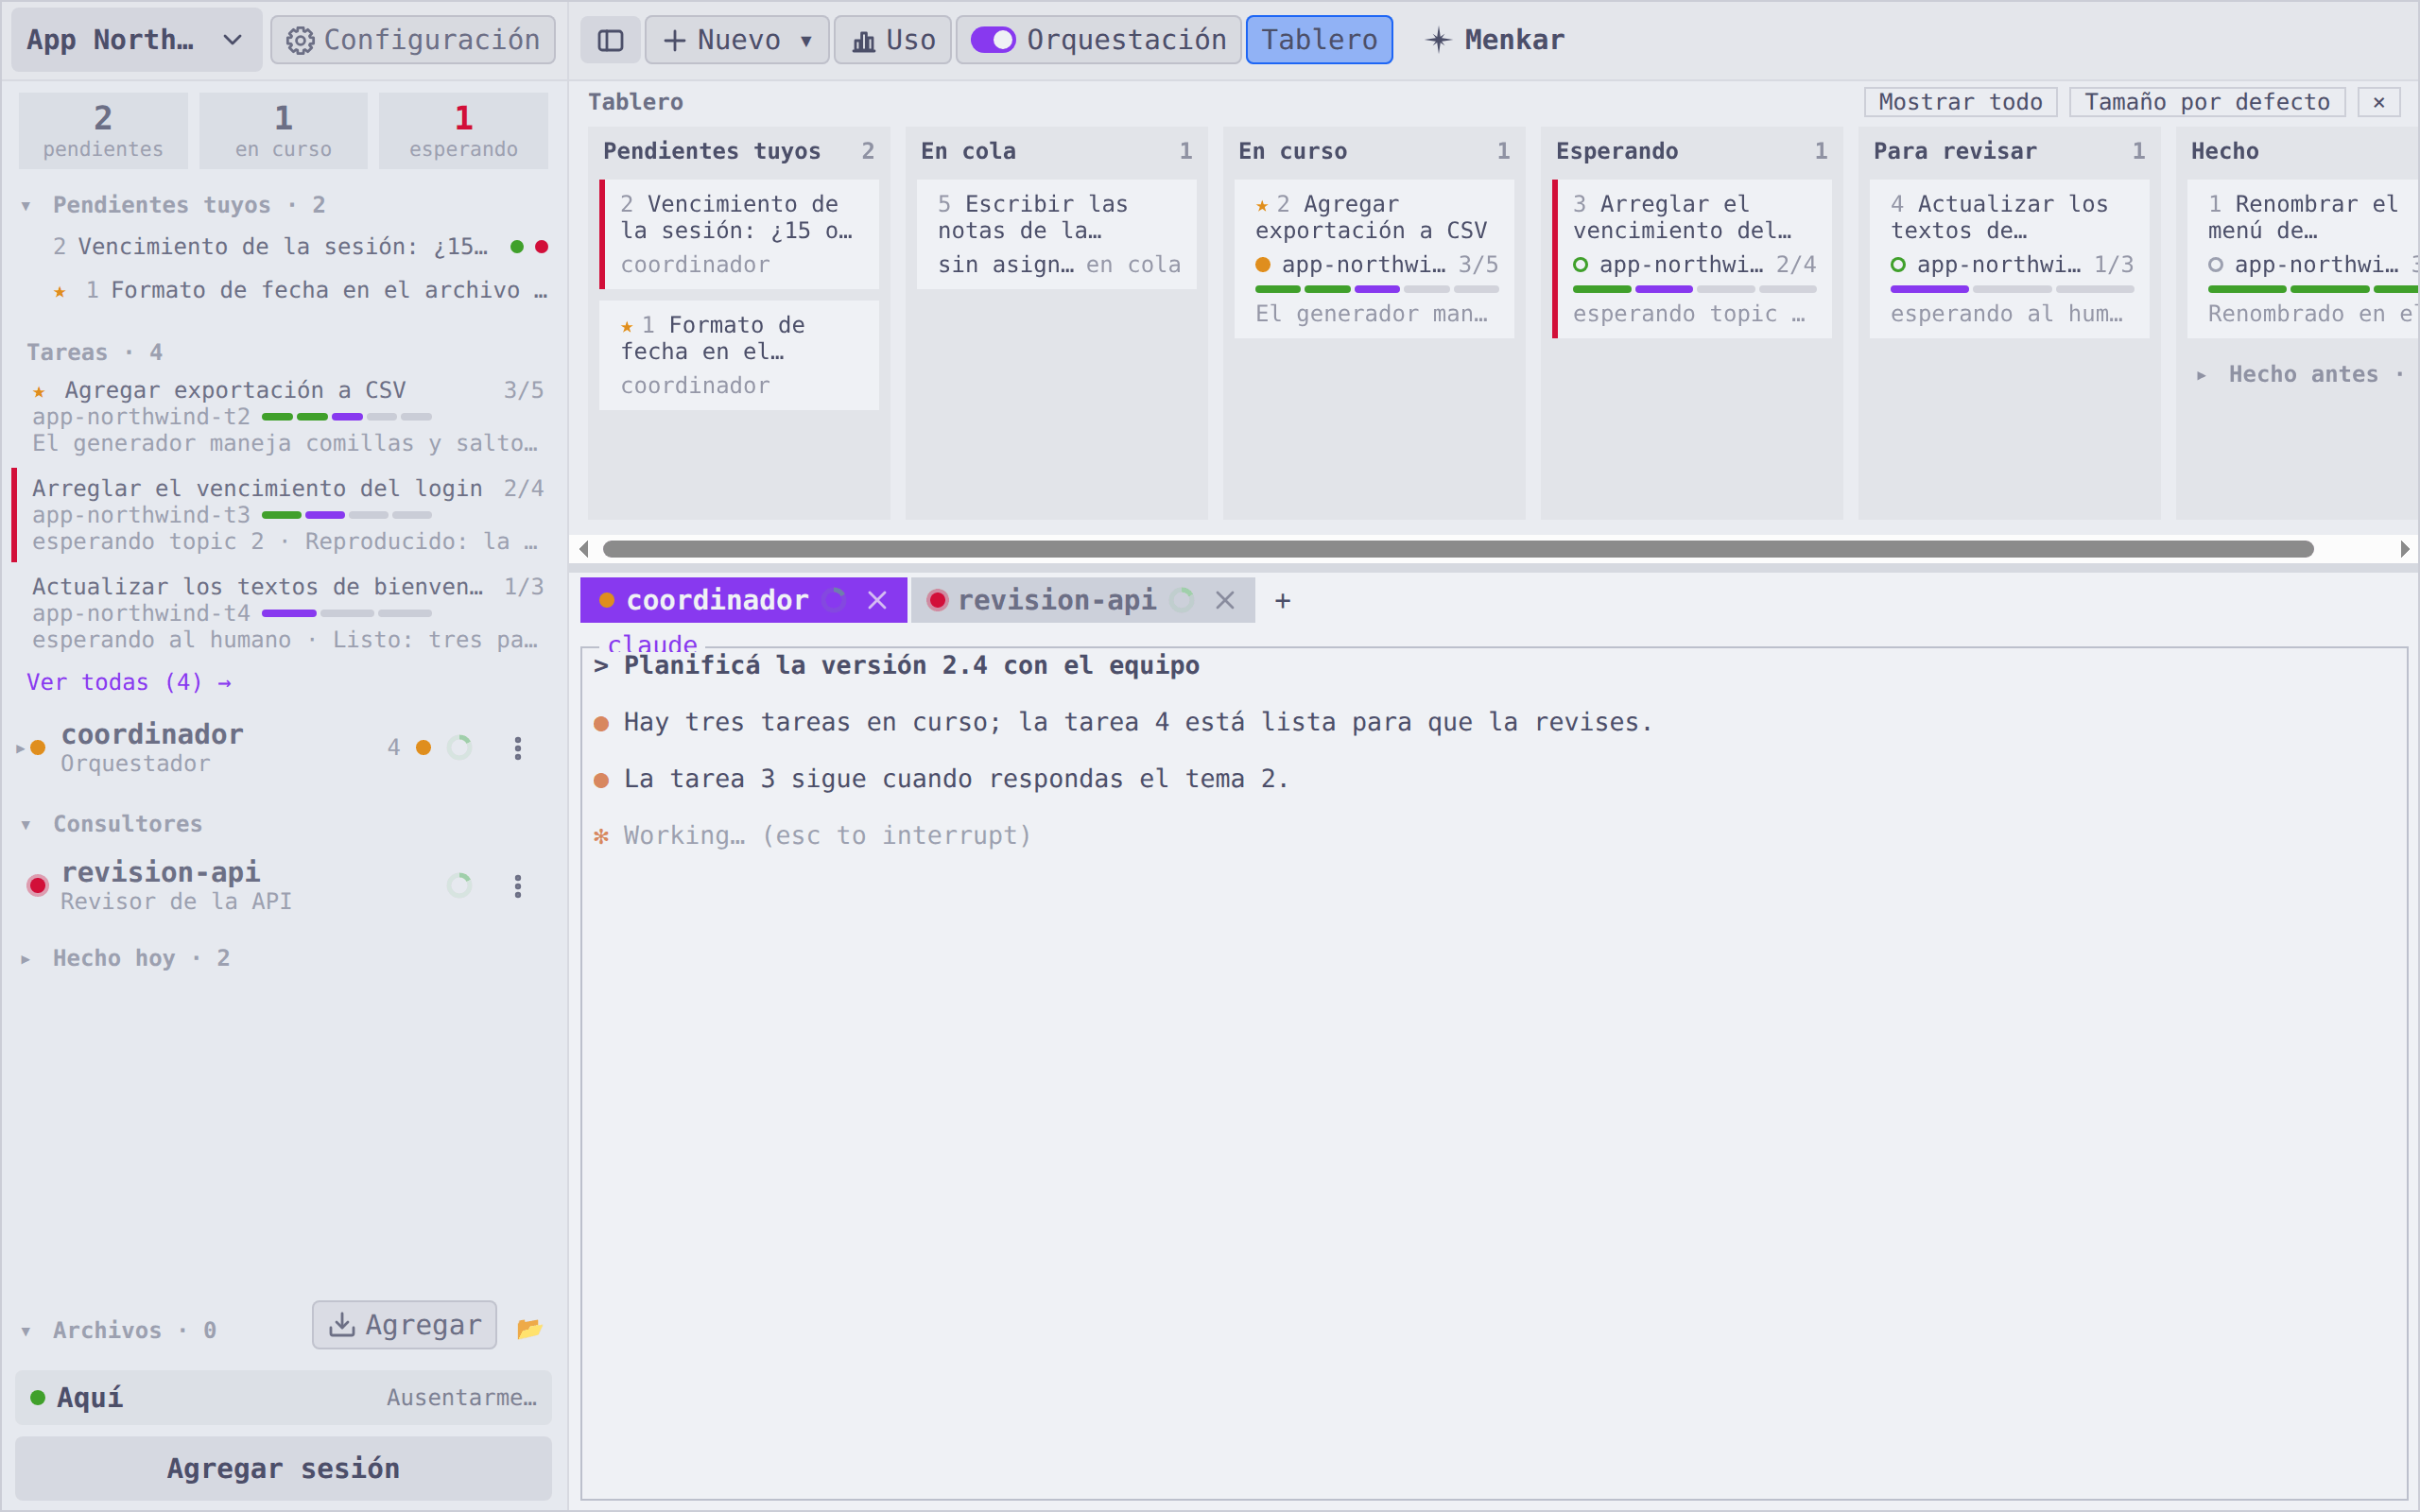 App North…
Configuración
Nuevo ▾
Uso
Orquestación
Tablero
Menkar
2
pendientes
1
en curso
1
esperando
▾ Pendientes tuyos · 2
2 Vencimiento de la sesión: ¿15…
★ 1 Formato de fecha en el archivo …
Tareas · 4
★ Agregar exportación a CSV 3/5
app-northwind-t2
El generador maneja comillas y salto…
Arreglar el vencimiento del login 2/4
app-northwind-t3
esperando topic 2 · Reproducido: la …
Actualizar los textos de bienven… 1/3
app-northwind-t4
esperando al humano · Listo: tres pa…
Ver todas (4) →
coordinador 4
Orquestador
▾ Consultores
revision-api
Revisor de la API
▸ Hecho hoy · 2
▾ Archivos · 0
Agregar
Aquí Ausentarme…
Agregar sesión
Tablero
Mostrar todo
Tamaño por defecto
×
Pendientes tuyos 2
2 Vencimiento de
la sesión: ¿15 o…
coordinador
★ 1 Formato de
fecha en el…
coordinador
En cola 1
5 Escribir las
notas de la…
sin asign… en cola
En curso 1
★ 2 Agregar
exportación a CSV
app-northwi… 3/5
El generador man…
Esperando 1
3 Arreglar el
vencimiento del…
app-northwi… 2/4
esperando topic …
Para revisar 1
4 Actualizar los
textos de…
app-northwi… 1/3
esperando al hum…
Hecho
1 Renombrar el
menú de…
app-northwi…
Renombrado en
▸ Hecho antes ·
coordinador
revision-api
+
claude
> Planificá la versión 2.4 con el equipo
● Hay tres tareas en curso; la tarea 4 está lista para que la revises.
● La tarea 3 sigue cuando respondas el tema 2.
✻ Working… (esc to interrupt)